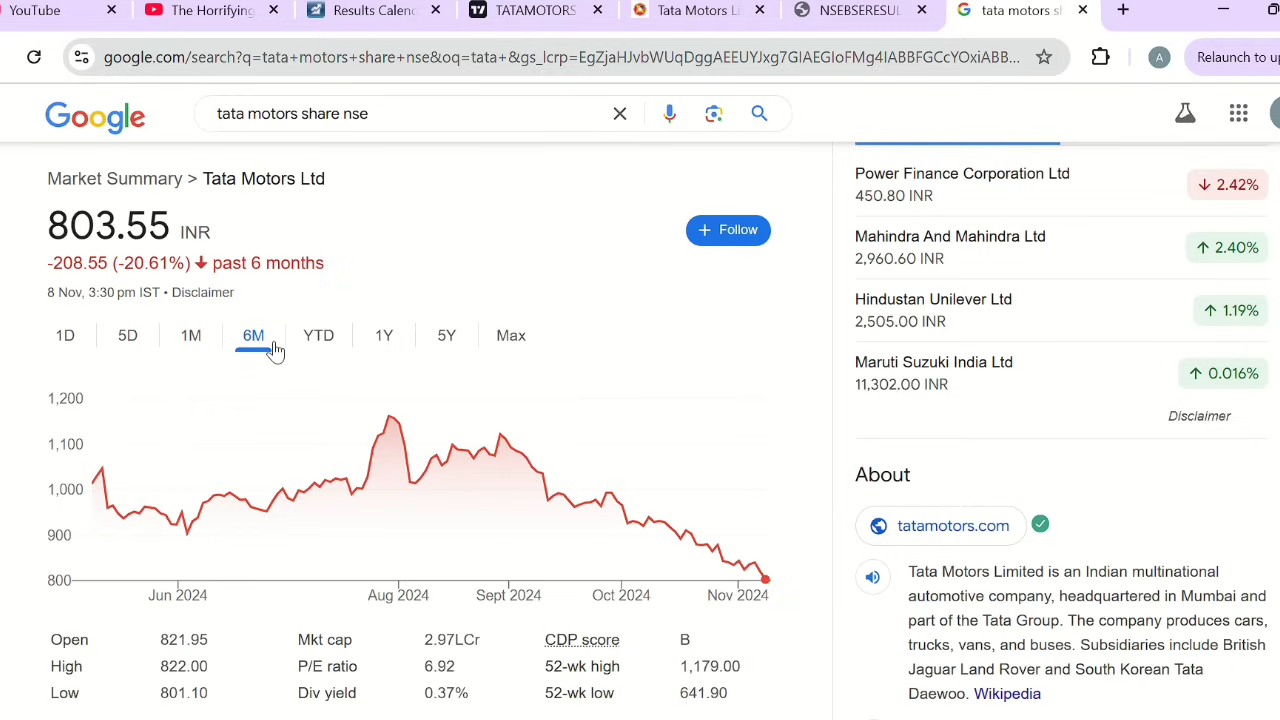 YouTube
The Horrifying
Results Calenc
TATAMOTORS
Tata Motors Li
NSEBSERESUL
tata motors sh
google.com/search?q=tata+motors+share+nse&oq=tata+&gs_lcrp=EgZjaHJvbWUqDggAEEUYJxg7GIAEGIoFMg4IABBFGCcYOxiABB...
A
Relaunch to up
Google
tata motors share nse
Market Summary > Tata Motors Ltd
803.55 INR
+ Follow
-208.55 (-20.61%) past 6 months
8 Nov, 3:30 pm IST • Disclaimer
1D 5D 1M 6M YTD 1Y 5Y Max
1,200
1,100
1,000
900
800
Jun 2024 Aug 2024 Sept 2024 Oct 2024 Nov 2024
Open 821.95 Mkt cap 2.97LCr CDP score B
High 822.00 P/E ratio 6.92 52-wk high 1,179.00
Low 801.10 Div yield 0.37% 52-wk low 641.90
Power Finance Corporation Ltd
450.80 INR
2.42%
Mahindra And Mahindra Ltd
2,960.60 INR
2.40%
Hindustan Unilever Ltd
2,505.00 INR
1.19%
Maruti Suzuki India Ltd
11,302.00 INR
0.016%
Disclaimer
About
tatamotors.com
Tata Motors Limited is an Indian multinational
automotive company, headquartered in Mumbai and
part of the Tata Group. The company produces cars,
trucks, vans, and buses. Subsidiaries include British
Jaguar Land Rover and South Korean Tata
Daewoo. Wikipedia